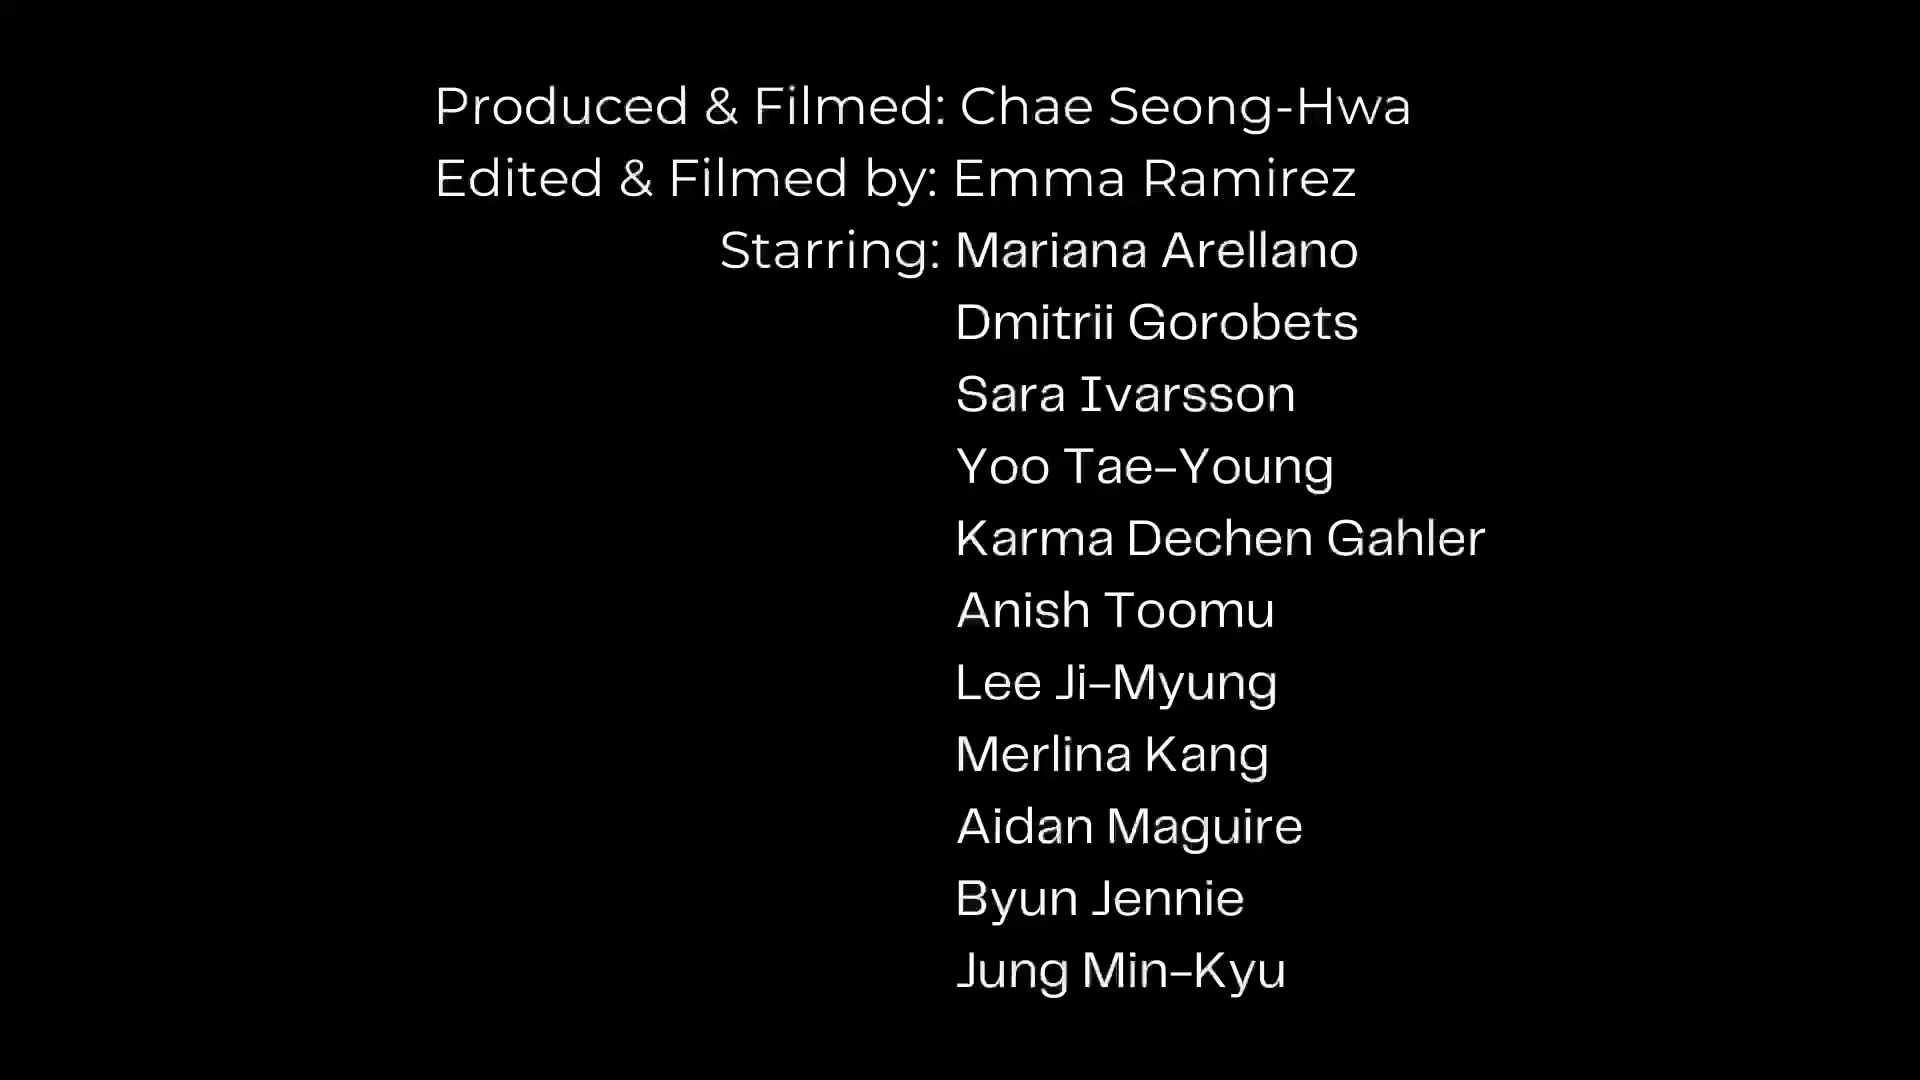 Produced & Filmed: Chae Seong-Hwa
Edited & Filmed by: Emma Ramirez
Starring: Mariana Arellano
Dmitrii Gorobets
Sara Ivarsson
Yoo Tae-Young
Karma Dechen Gahler
Anish Toomu
Lee Ji-Myung
Merlina Kang
Aidan Maguire
Byun Jennie
Jung Min-Kyu